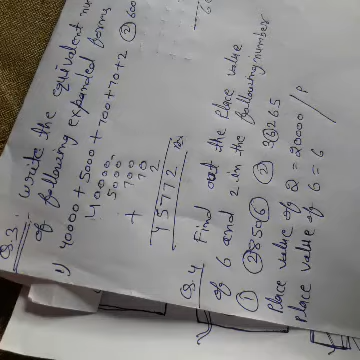 Q.3 write the equivalent
of following expanded forms
1) 40000 + 5000 + 700 + 70 + 2 (2) 600
40000
5000
700
70
+ 2
45772
Q.4 Find out the place value
of 6 and 2 in the following number
(1) 28506 (2) 36265
Place value of 2 = 20000
Place value of 6 = 6